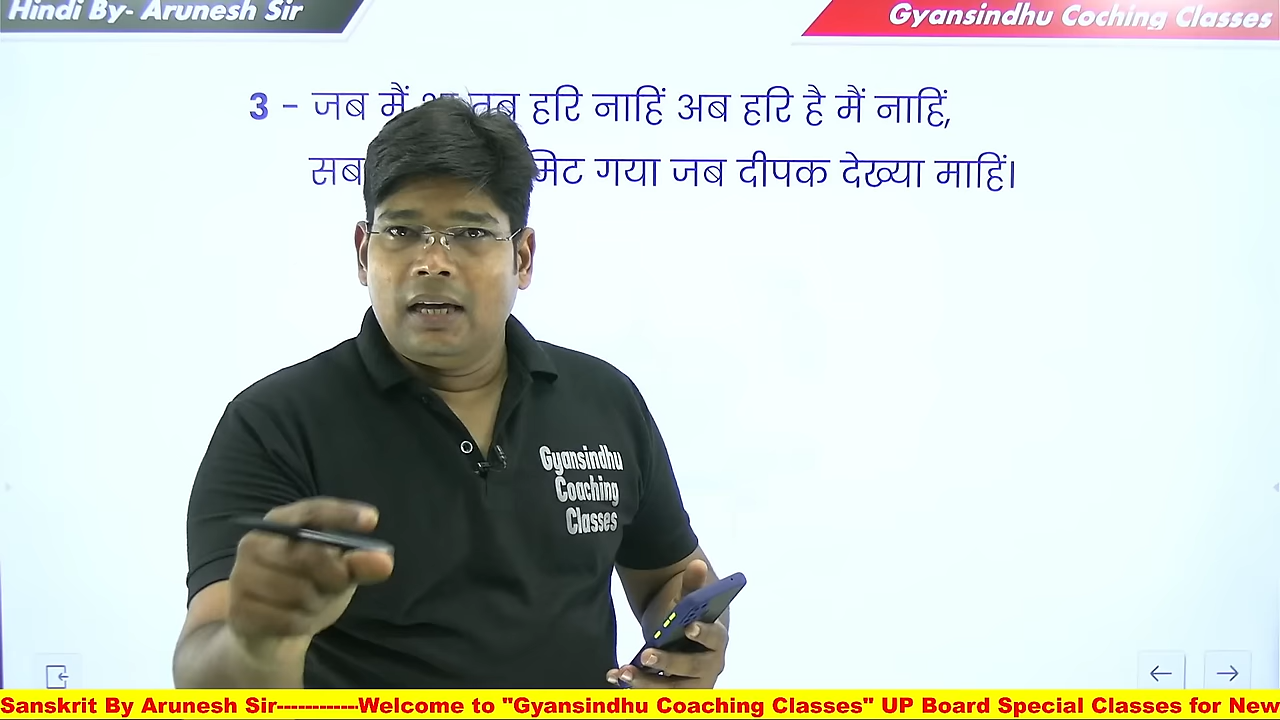 Hindi By- Arunesh Sir
Gyansindhu Coching Classes
3 - जब मैं तब हरि नाहिं अब हरि है मैं नाहिं,
सब मिट गया जब दीपक देख्या माहिं।
Gyansindhu
Coaching
Classes
Sanskrit By Arunesh Sir------------Welcome to "Gyansindhu Coaching Classes" UP Board Special Classes for New